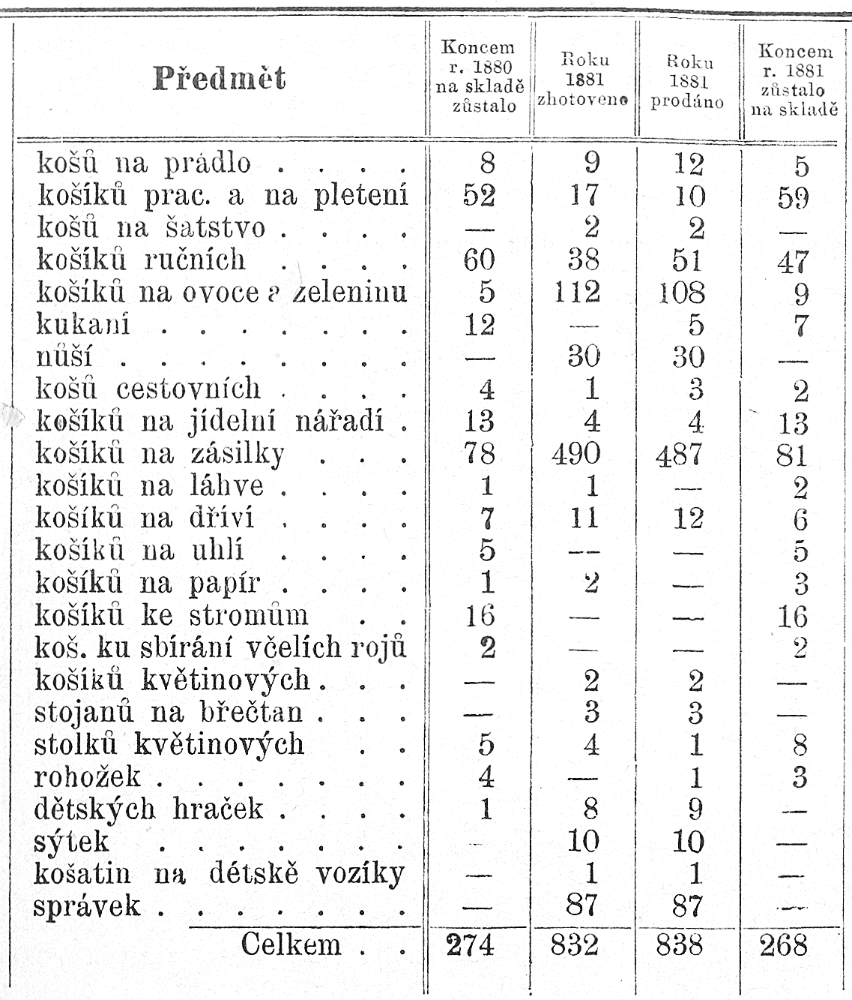 Předmět
Koncem
r. 1880
na skladě
zůstalo
Roku
1881
zhotoveno
Roku
1881
prodáno
Koncem
r. 1881
zůstalo
na skladě
košů na prádlo . . . . 8 9 12 5
košíků prac. a na pletení 52 17 10 59
košů na šatstvo . . . . — 2 2 —
košíků ručních . . . . 60 38 51 47
košíků na ovoce a zeleninu 5 112 108 9
kukaní . . . . . . . 12 — 5 7
nůší . . . . . . . . — 30 30 —
košů cestovních . . . . 4 1 3 2
košíků na jídelní nářadí . 13 4 4 13
košíků na zásilky . . . 78 490 487 81
košíků na láhve . . . . 1 1 — 2
košíků na dříví . . . . 7 11 12 6
košíků na uhlí . . . . 5 — — 5
košíků na papír . . . . 1 2 — 3
košíků ke stromům . . 16 — — 16
koš. ku sbírání včelích rojů 2 — — 2
košíků květinových . . . — 2 2 —
stojanů na břečtan . . . — 3 3 —
stolků květinových . . 5 4 1 8
rohožek . . . . . . . 4 — 1 3
dětských hraček . . . . 1 8 9 —
sýtek . . . . . . . — 10 10 —
košatin na détskě vozíky — 1 1 —
správek . . . . . . . — 87 87 —
Celkem . . 274 832 838 268